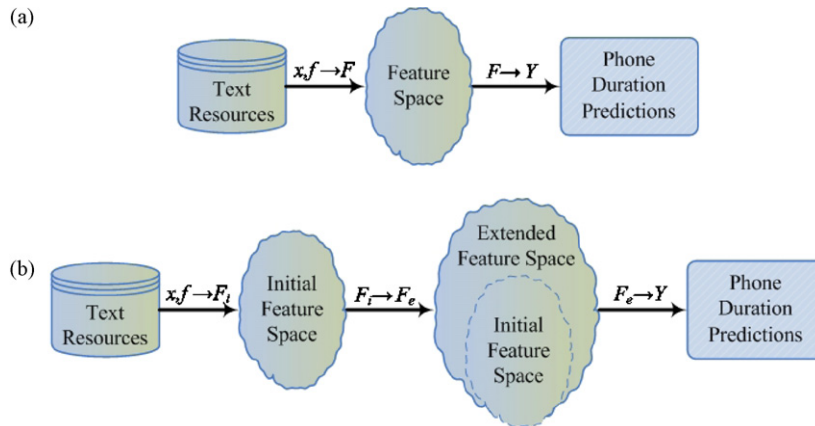 (a)
Text
Resources
x,f→F
Feature
Space
F→Y
Phone
Duration
Predictions
(b)
Text
Resources
x,f→Fi
Initial
Feature
Space
Fi→Fe
Extended
Feature Space
Initial
Feature
Space
Fe→Y
Phone
Duration
Predictions